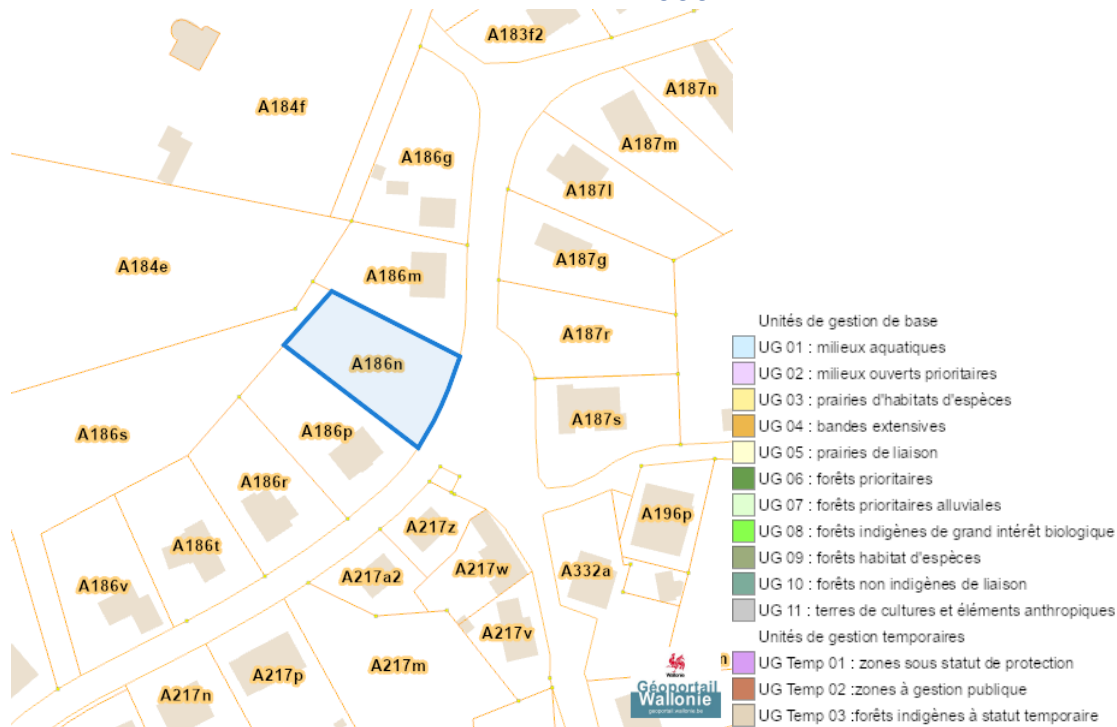 A183f2
A187n
A184f
A187m
A186g
A187l
A187g
A184e
A186m
A187r
A186n
A187s
A186p
A186s
A186r
A196p
A217z
A186t
A217w
A332a
A217a2
A186v
A217v
A217m
A217p
A217n
n
Wallonie
Géoportail
Wallonie
geoportail.wallonie.be
Unités de gestion de base
UG 01 : milieux aquatiques
UG 02 : milieux ouverts prioritaires
UG 03 : prairies d'habitats d'espèces
UG 04 : bandes extensives
UG 05 : prairies de liaison
UG 06 : forêts prioritaires
UG 07 : forêts prioritaires alluviales
UG 08 : forêts indigènes de grand intérêt biologique
UG 09 : forêts habitat d'espèces
UG 10 : forêts non indigènes de liaison
UG 11 : terres de cultures et éléments anthropiques
Unités de gestion temporaires
UG Temp 01 : zones sous statut de protection
UG Temp 02 :zones à gestion publique
UG Temp 03 :forêts indigènes à statut temporaire